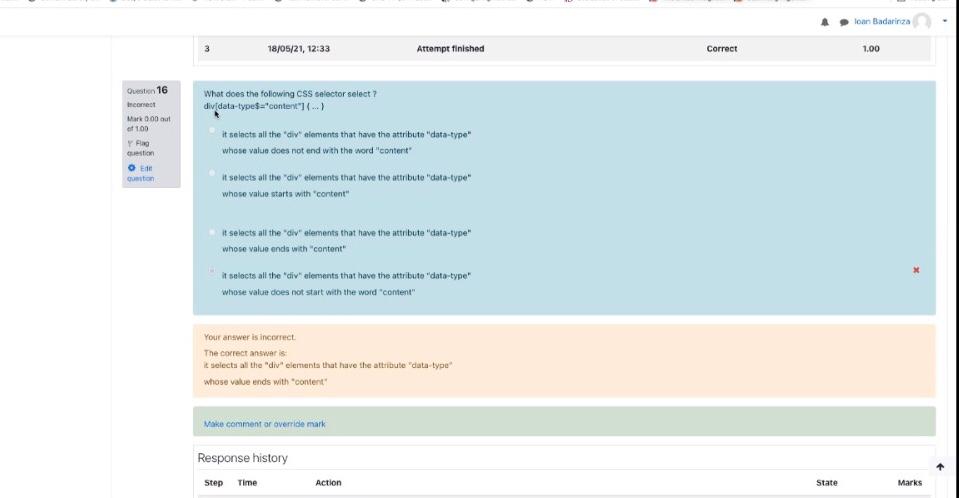 Ioan Badarinza
3 18/05/21, 12:33 Attempt finished Correct 1.00
Question 16
Incorrect
Mark 0.00 out
of 1.00
Flag
question
Edit
question
What does the following CSS selector select ?
div[data-type$="content"] { ... }
it selects all the "div" elements that have the attribute "data-type"
whose value does not end with the word "content"
it selects all the "div" elements that have the attribute "data-type"
whose value starts with "content"
it selects all the "div" elements that have the attribute "data-type"
whose value ends with "content"
it selects all the "div" elements that have the attribute "data-type"
whose value does not start with the word "content"
Your answer is incorrect.
The correct answer is:
it selects all the "div" elements that have the attribute "data-type"
whose value ends with "content"
Make comment or override mark
Response history
Step Time Action State Marks